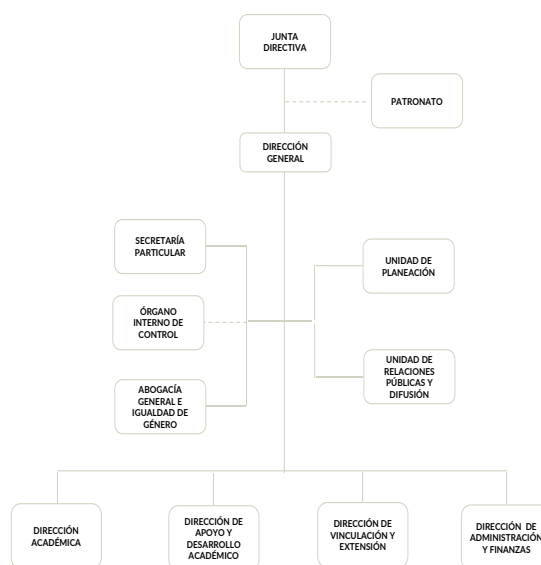 JUNTA
DIRECTIVA
PATRONATO
DIRECCIÓN
GENERAL
SECRETARÍA
PARTICULAR
UNIDAD DE
PLANEACIÓN
ÓRGANO
INTERNO DE
CONTROL
UNIDAD DE
RELACIONES
PÚBLICAS Y
DIFUSIÓN
ABOGACÍA
GENERAL E
IGUALDAD DE
GÉNERO
DIRECCIÓN
ACADÉMICA
DIRECCIÓN DE
APOYO Y
DESARROLLO
ACADÉMICO
DIRECCIÓN DE
VINCULACIÓN Y
EXTENSIÓN
DIRECCIÓN DE
ADMINISTRACIÓN
Y FINANZAS